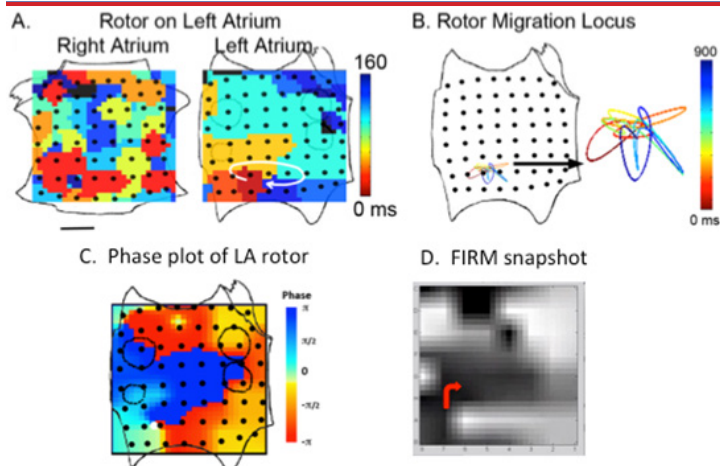 A. Rotor on Left Atrium
Right Atrium Left Atrium
160
0 ms
B. Rotor Migration Locus
900
0 ms
C. Phase plot of LA rotor
Phase
π
π/2
0
-π/2
-π
D. FIRM snapshot